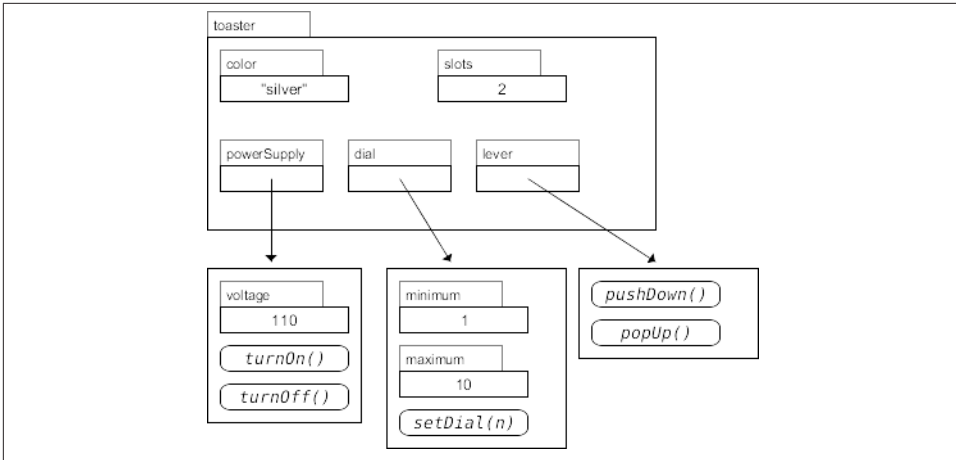 toaster
color
"silver"
slots
2
powerSupply
dial
lever
voltage
110
turnOn()
turnOff()
minimum
1
maximum
10
setDial(n)
pushDown()
popUp()